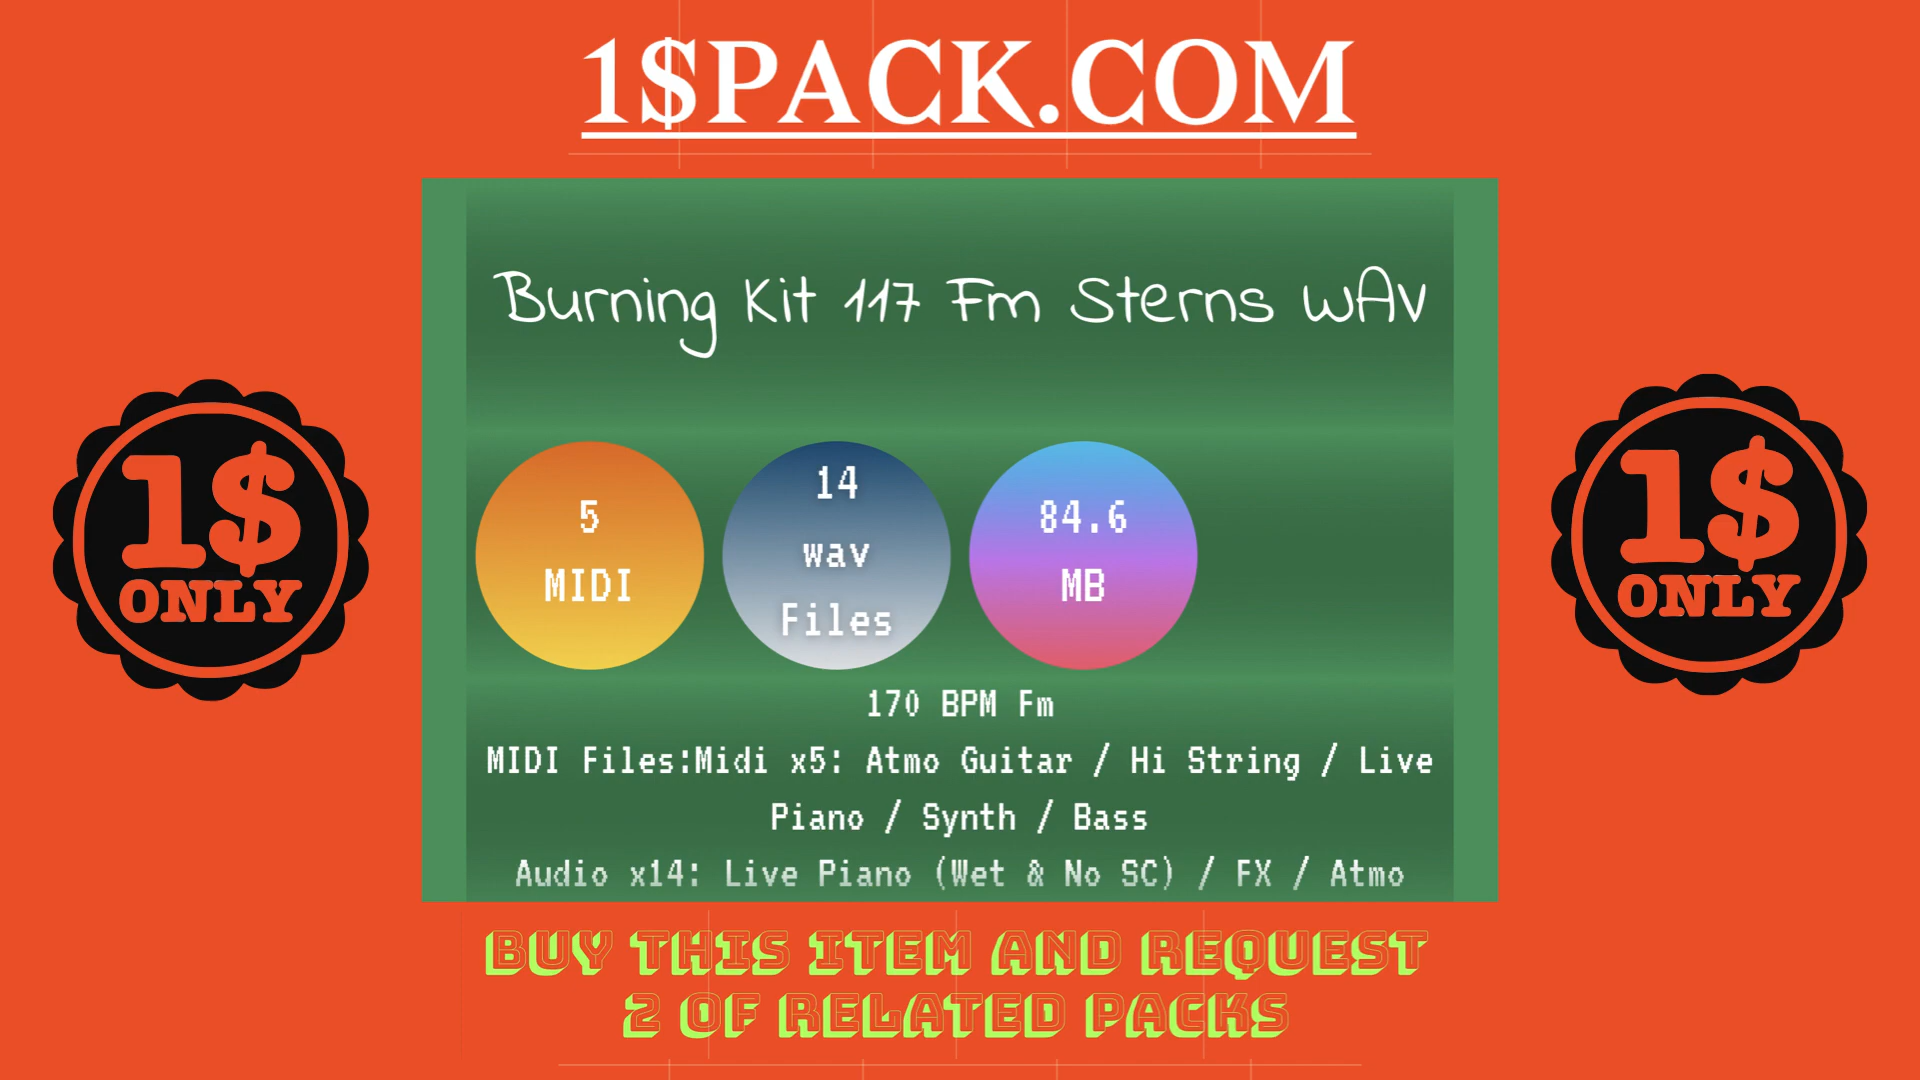 1$PACK.COM
Burning Kit 117 Fm Sterns WAV
5
MIDI
14
wav
Files
84.6
MB
1$
ONLY
1$
ONLY
170 BPM Fm
MIDI Files:Midi x5: Atmo Guitar / Hi String / Live
Piano / Synth / Bass
Audio x14: Live Piano (Wet & No SC) / FX / Atmo
BUY THIS ITEM AND REQUEST
2 OF RELATED PACKS